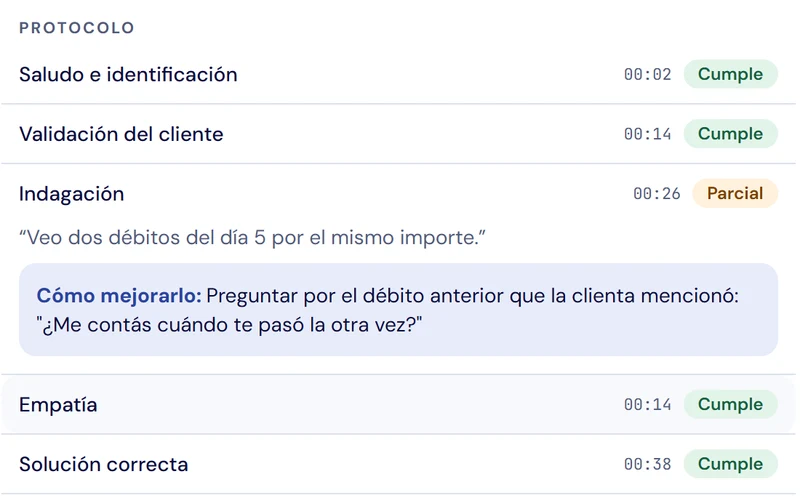 PROTOCOLO
Saludo e identificación 00:02 Cumple
Validación del cliente 00:14 Cumple
Indagación 00:26 Parcial
“Veo dos débitos del día 5 por el mismo importe.”
Cómo mejorarlo: Preguntar por el débito anterior que la clienta mencionó:
"¿Me contás cuándo te pasó la otra vez?"
Empatía 00:14 Cumple
Solución correcta 00:38 Cumple